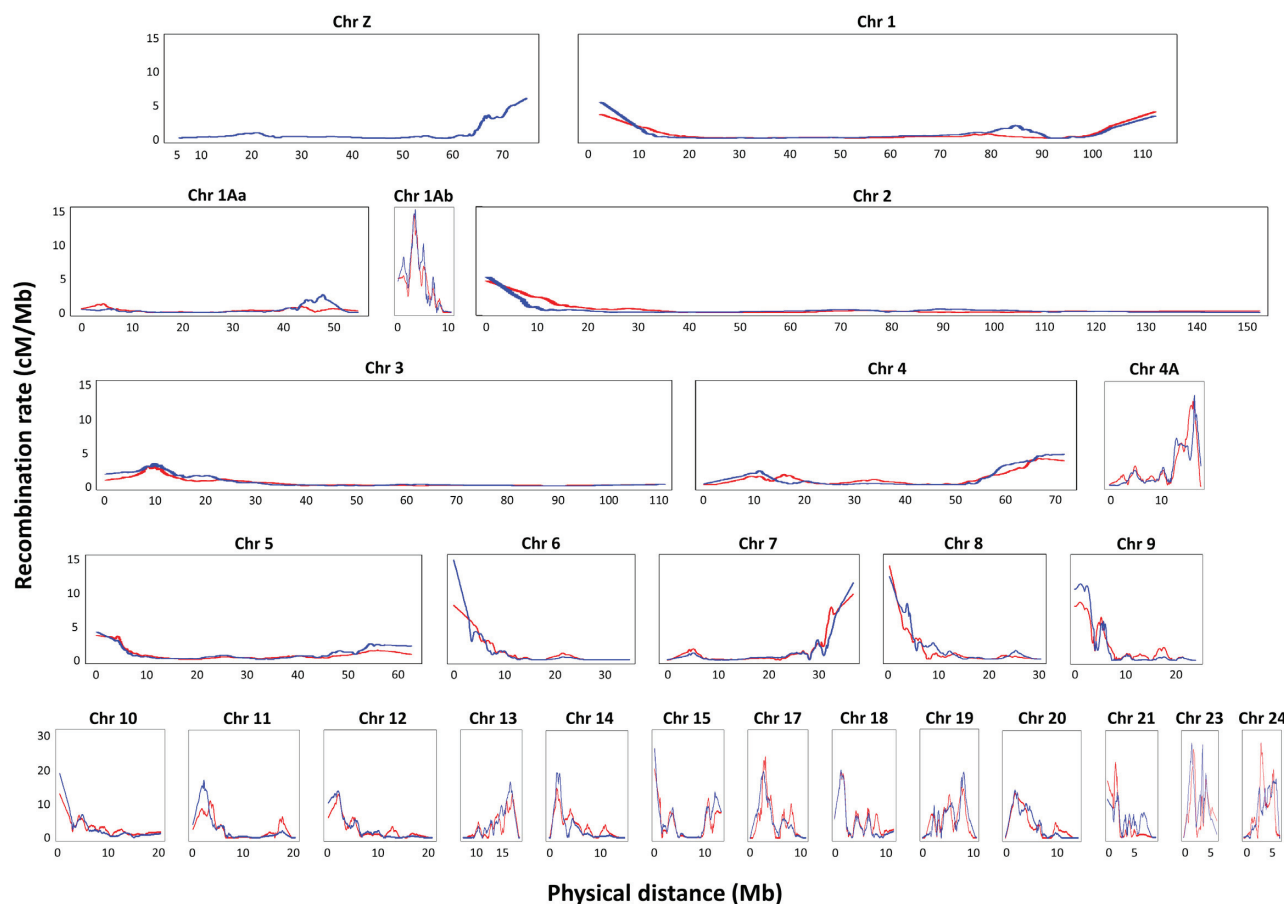 Chr Z
Chr 1
15
10
5
0
5 10 20 30 40 50 60 70
0 10 20 30 40 50 60 70 80 90 100 110
Chr 1Aa
Chr 1Ab
Chr 2
15
10
5
0
0 10 20 30 40 50
0 10
0 10 20 30 40 50 60 70 80 90 100 110 120 130 140 150
Recombination rate (cM/Mb)
Chr 3
Chr 4
Chr 4A
15
10
5
0
0 10 20 30 40 50 60 70 80 90 100 110
0 10 20 30 40 50 60 70
0 10
Chr 5
Chr 6
Chr 7
Chr 8
Chr 9
15
10
5
0
0 10 20 30 40 50 60
0 10 20 30
0 10 20 30
0 10 20 30
0 10 20
Chr 10
Chr 11
Chr 12
Chr 13
Chr 14
Chr 15
Chr 17
Chr 18
Chr 19
Chr 20
Chr 21
Chr 23
Chr 24
30
20
10
0
0 10 20
0 10 20
0 10 20
10 15
0 10
0 10
0 10
0 10
0 10
0 10
0 5
0 5
0 5
Physical distance (Mb)